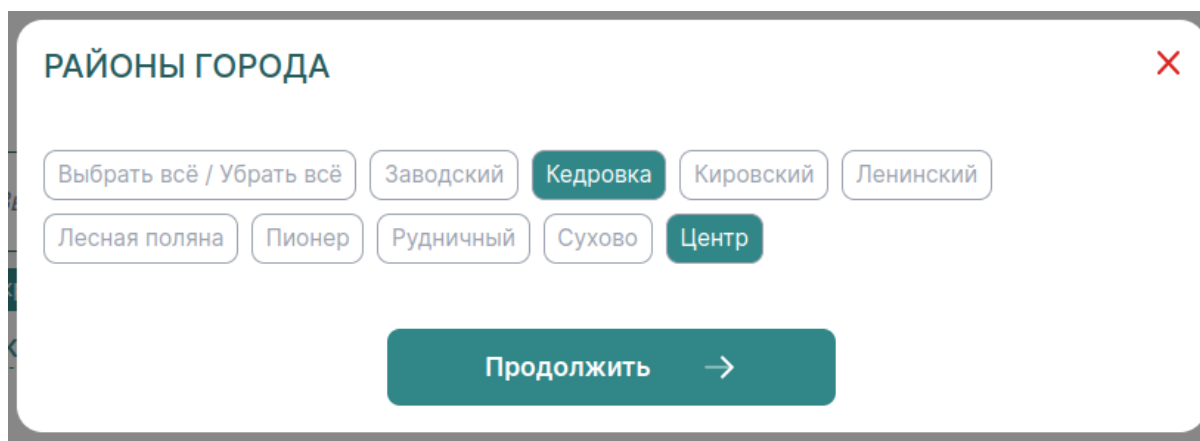 РАЙОНЫ ГОРОДА
Выбрать всё / Убрать всё Заводский Кедровка Кировский Ленинский
Лесная поляна Пионер Рудничный Сухово Центр
Продолжить